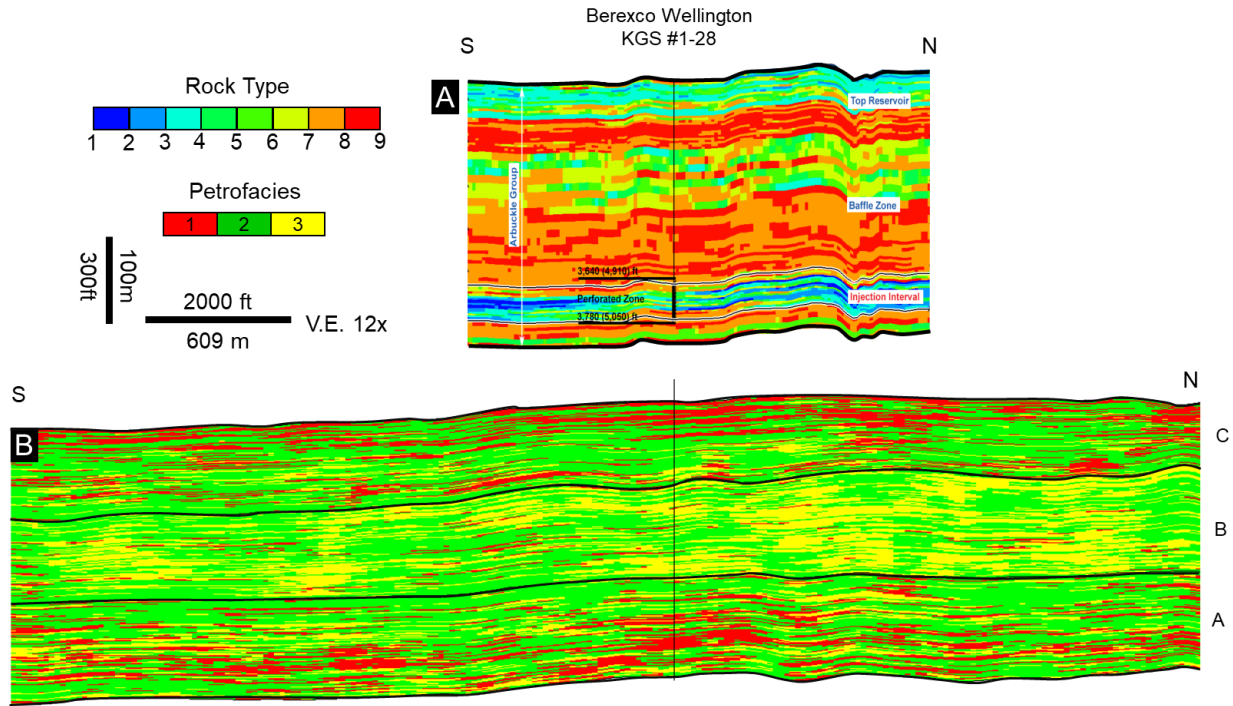 Berexco Wellington
KGS #1-28
S
N
A
Rock Type
1 2 3 4 5 6 7 8 9
Petrofacies
1 2 3
100m
300ft
2000 ft
609 m
V.E. 12x
Top Reservoir
Arbuckle Group
Baffle Zone
3,640 (4,910) ft
Perforated Zone
Injection Interval
3,780 (5,050) ft
S
N
B
C
B
A